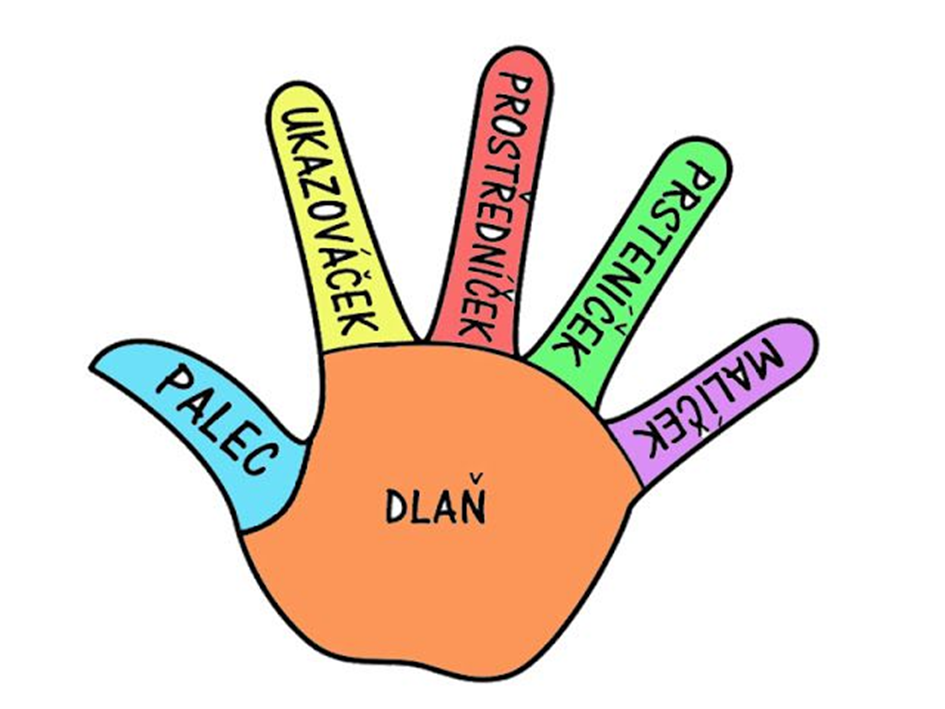 PALEC
UKAZOVÁČEK
PROSTŘEDNÍČEK
PRSTENÍČEK
MALÍČEK
DLAŇ